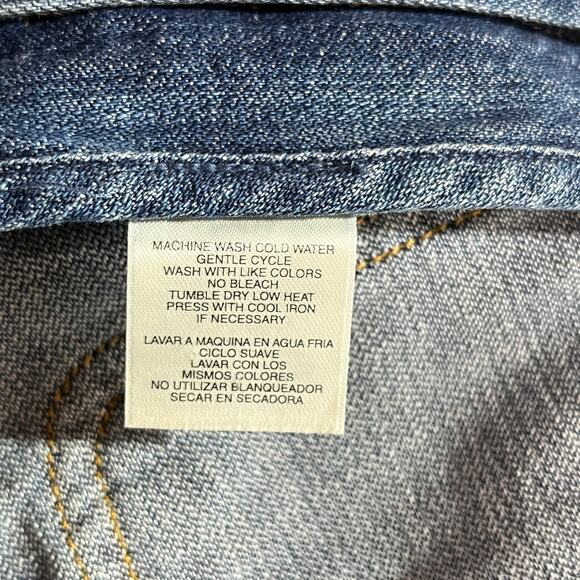 MACHINE WASH COLD WATER
GENTLE CYCLE
WASH WITH LIKE COLORS
NO BLEACH
TUMBLE DRY LOW HEAT
PRESS WITH COOL IRON
IF NECESSARY
LAVAR A MAQUINA EN AGUA FRIA
CICLO SUAVE
LAVAR CON LOS
MISMOS COLORES
NO UTILIZAR BLANQUEADOR
SECAR EN SECADORA